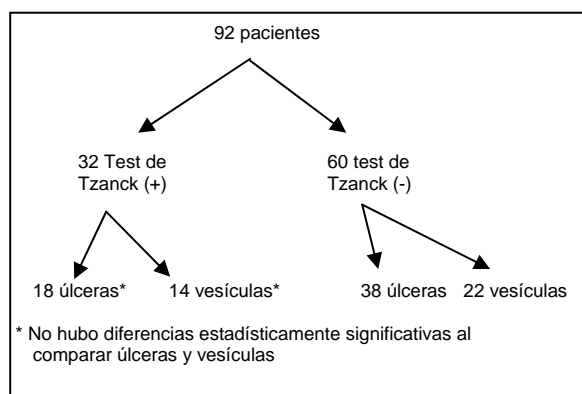 92 pacientes
32 Test de
Tzanck (+)
60 test de
Tzanck (-)
18 úlceras*
14 vesículas*
38 úlceras
22 vesículas
* No hubo diferencias estadísticamente significativas al
comparar úlceras y vesículas